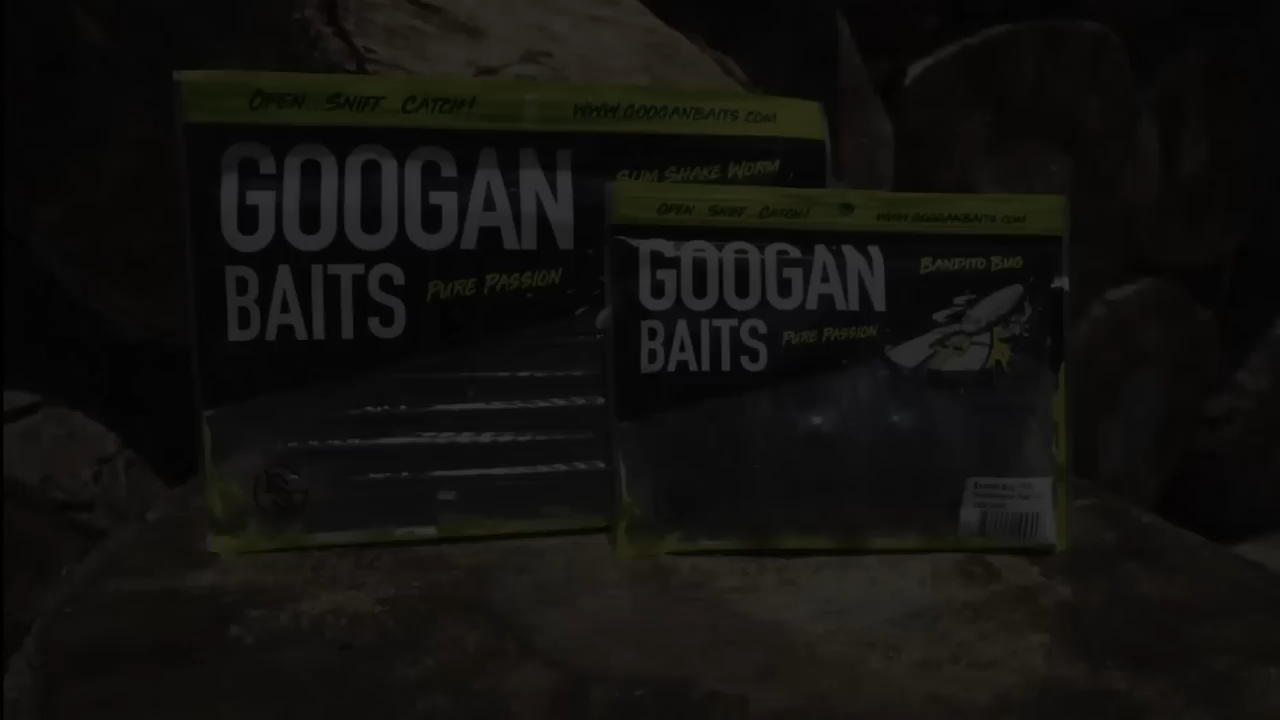 OPEN. SNIFF. CATCH!
WWW.GOOGANBAITS.COM
GOOGAN
BAITS
PURE PASSION
SLIM SHAKE WORM
OPEN. SNIFF. CATCH!
WWW.GOOGANBAITS.COM
GOOGAN
BAITS
PURE PASSION
BANDITO BUG